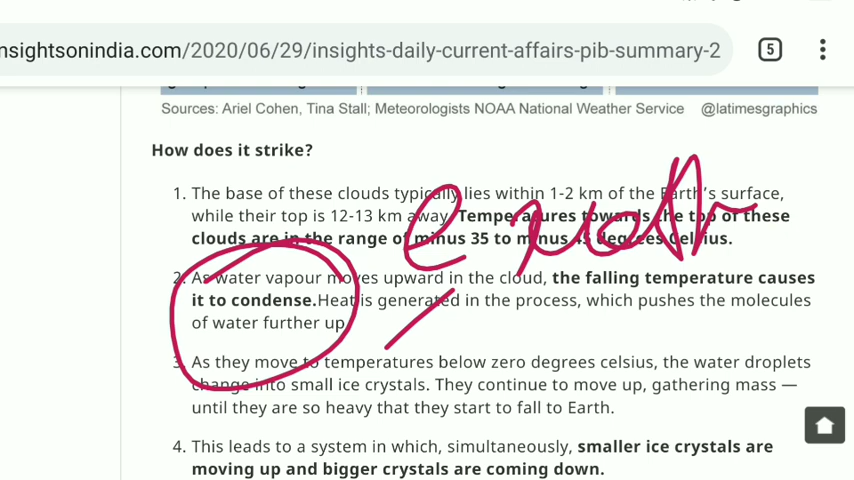 nsightsonindia.com/2020/06/29/insights-daily-current-affairs-pib-summary-2
5
Sources: Ariel Cohen, Tina Stall; Meteorologists NOAA National Weather Service @latimesgraphics
How does it strike?
1. The base of these clouds typically lies within 1-2 km of the Earth's surface,
while their top is 12-13 km away. Temperatures towards the top of these
clouds are in the range of minus 35 to minus 45 degrees Celsius.
2. As water vapour moves upward in the cloud, the falling temperature causes
it to condense.Heat is generated in the process, which pushes the molecules
of water further up.
3. As they move to temperatures below zero degrees celsius, the water droplets
change into small ice crystals. They continue to move up, gathering mass —
until they are so heavy that they start to fall to Earth.
4. This leads to a system in which, simultaneously, smaller ice crystals are
moving up and bigger crystals are coming down.